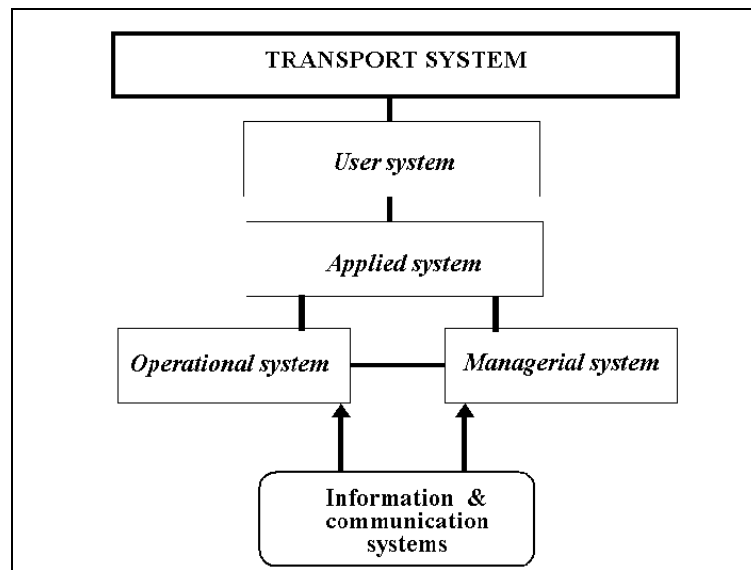 TRANSPORT SYSTEM
User system
Applied system
Operational system
Managerial system
Information &
communication
systems